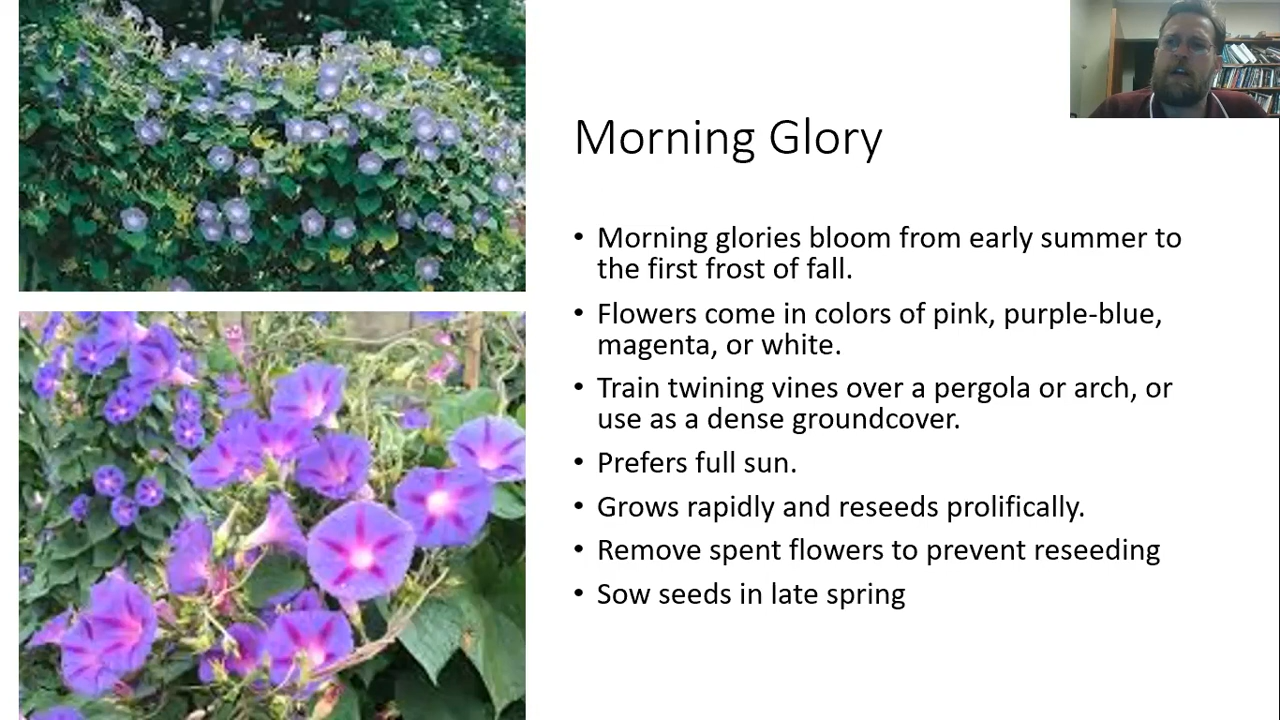 Morning Glory
• Morning glories bloom from early summer to
the first frost of fall.
• Flowers come in colors of pink, purple-blue,
magenta, or white.
• Train twining vines over a pergola or arch, or
use as a dense groundcover.
• Prefers full sun.
• Grows rapidly and reseeds prolifically.
• Remove spent flowers to prevent reseeding
• Sow seeds in late spring